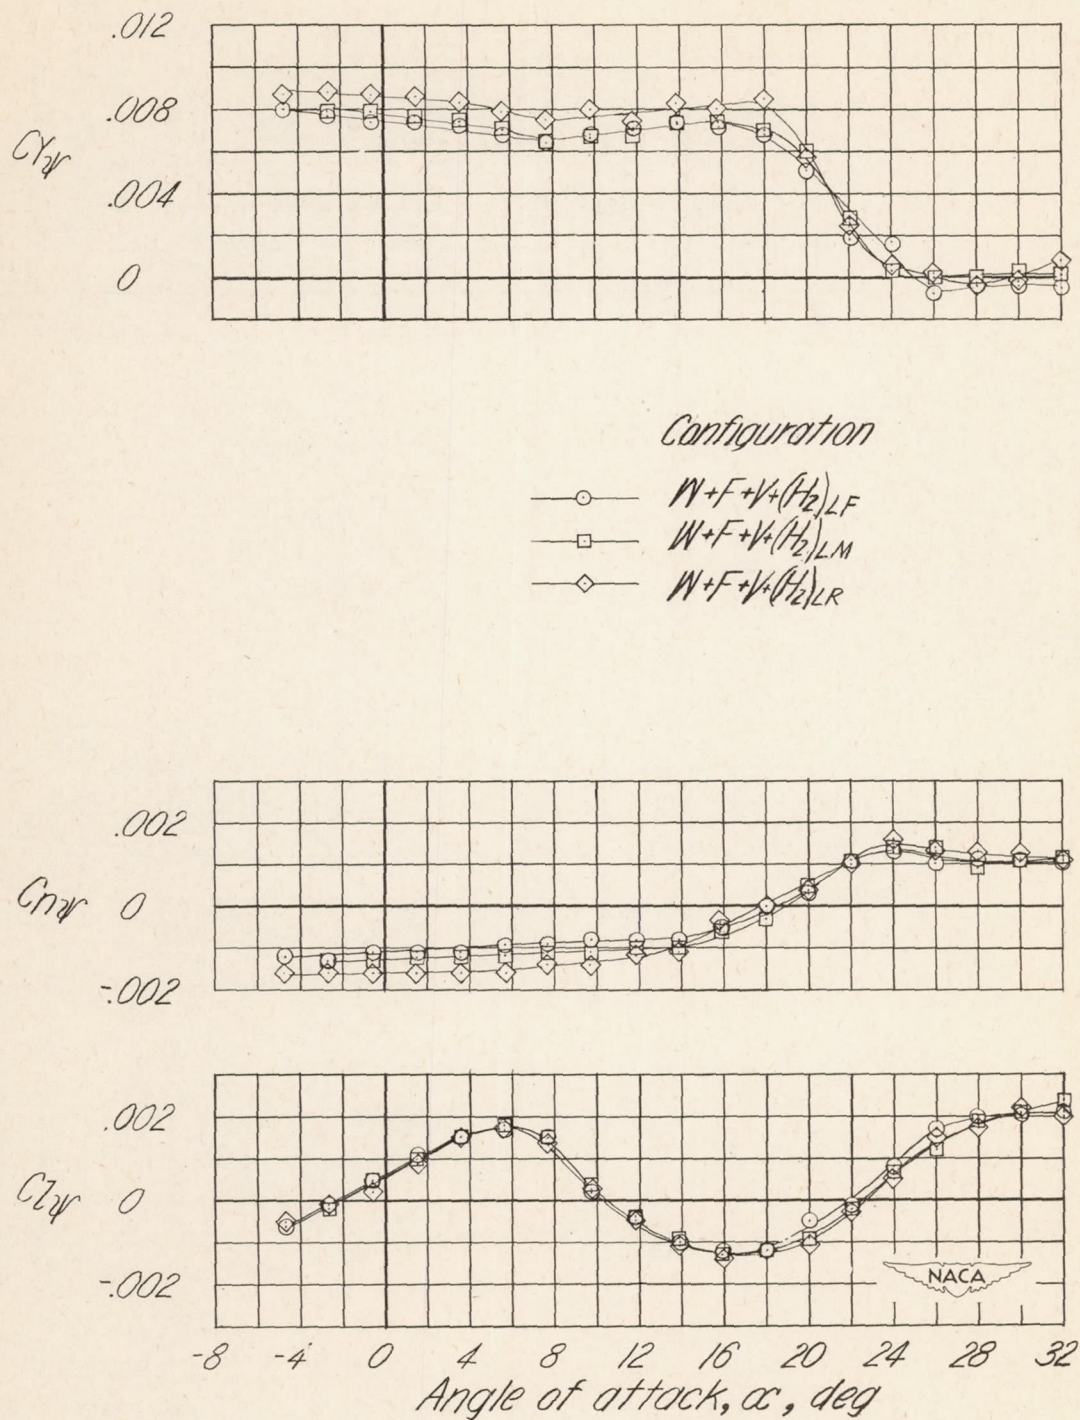 .012
.008
.004
0
CYψ
Configuration
W+F+V+(H2)LF
W+F+V+(H2)LM
W+F+V+(H2)LR
.002
0
-.002
Cnψ
.002
0
-.002
Clψ
NACA
-8 -4 0 4 8 12 16 20 24 28 32
Angle of attack, α, deg